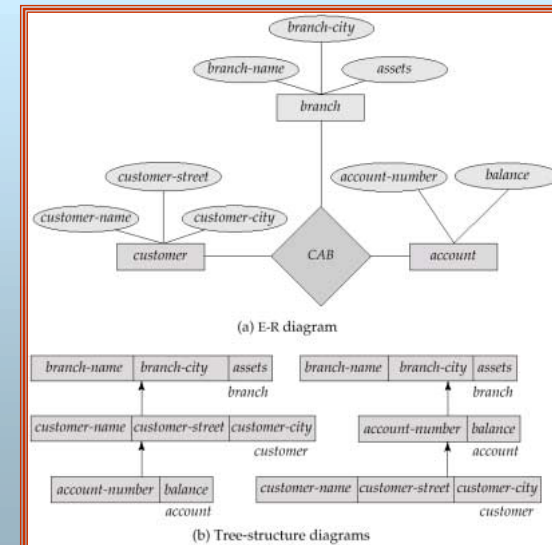 branch-city
branch-name
assets
branch
customer-street
account-number
balance
customer-name
customer-city
customer
CAB
account
(a) E-R diagram
branch-name branch-city assets
branch
customer-name customer-street customer-city
customer
account-number balance
account
branch-name branch-city assets
branch
account-number balance
account
customer-name customer-street customer-city
customer
(b) Tree-structure diagrams